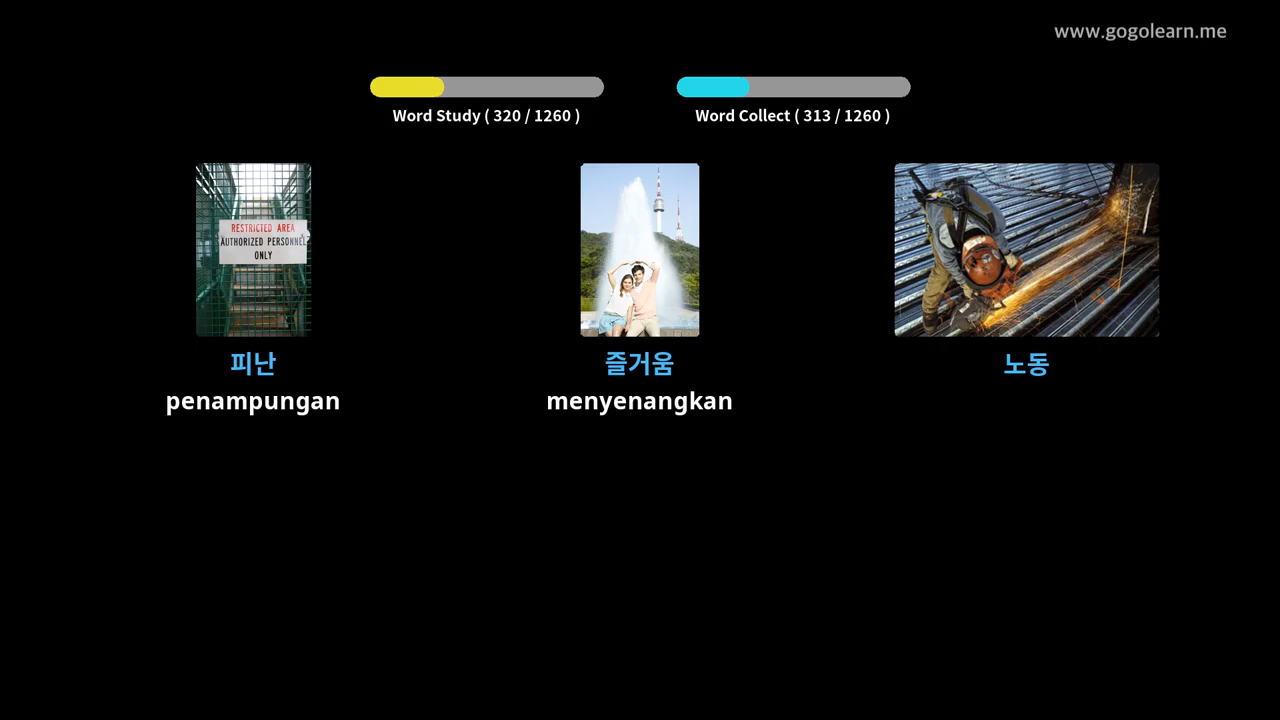 www.gogolearn.me
Word Study ( 320 / 1260 )
Word Collect ( 313 / 1260 )
RESTRICTED AREA
AUTHORIZED PERSONNEL
ONLY
피난
즐거움
노동
penampungan
menyenangkan